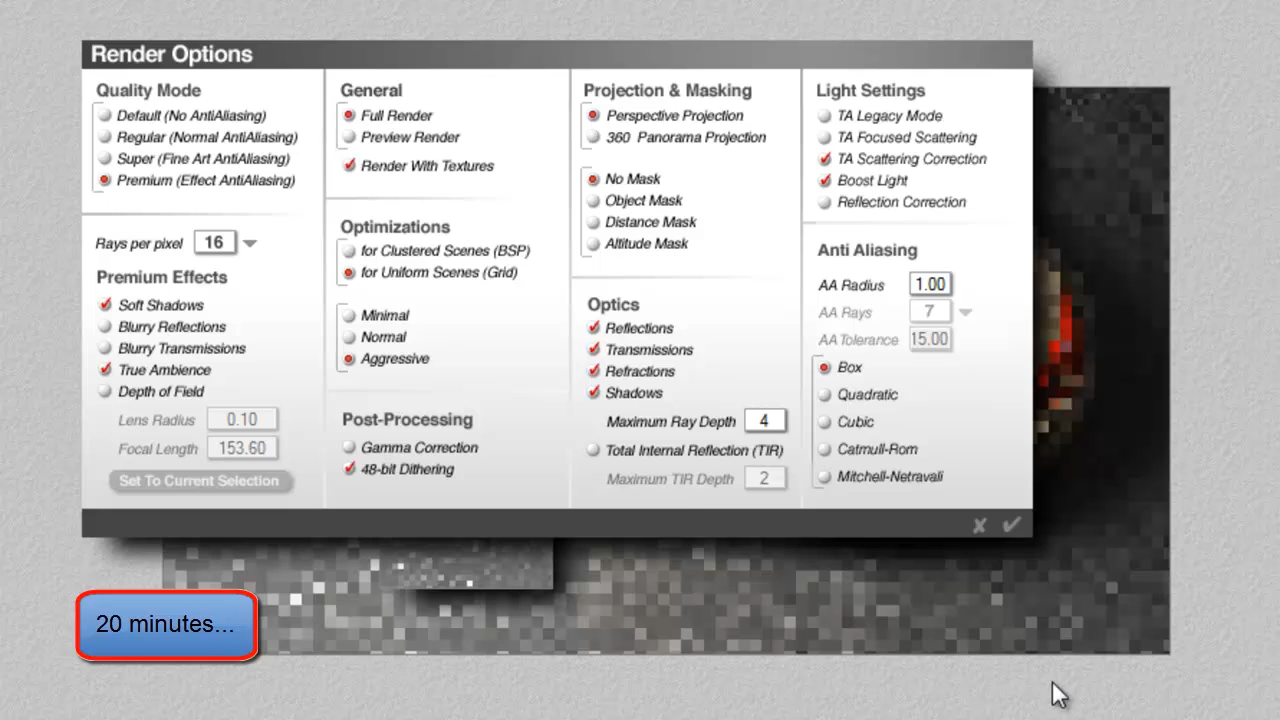 Render Options
Quality Mode
Default (No AntiAliasing)
Regular (Normal AntiAliasing)
Super (Fine Art AntiAliasing)
Premium (Effect AntiAliasing)
Rays per pixel 16
Premium Effects
Soft Shadows
Blurry Reflections
Blurry Transmissions
True Ambience
Depth of Field
Lens Radius 0.10
Focal Length 153.60
Set To Current Selection
General
Full Render
Preview Render
Render With Textures
Optimizations
for Clustered Scenes (BSP)
for Uniform Scenes (Grid)
Minimal
Normal
Aggressive
Post-Processing
Gamma Correction
48-bit Dithering
Projection & Masking
Perspective Projection
360 Panorama Projection
No Mask
Object Mask
Distance Mask
Altitude Mask
Optics
Reflections
Transmissions
Refractions
Shadows
Maximum Ray Depth 4
Total Internal Reflection (TIR)
Maximum TIR Depth 2
Light Settings
TA Legacy Mode
TA Focused Scattering
TA Scattering Correction
Boost Light
Reflection Correction
Anti Aliasing
AA Radius 1.00
AA Rays 7
AA Tolerance 15.00
Box
Quadratic
Cubic
Catmull-Rom
Mitchell-Netravali
20 minutes...